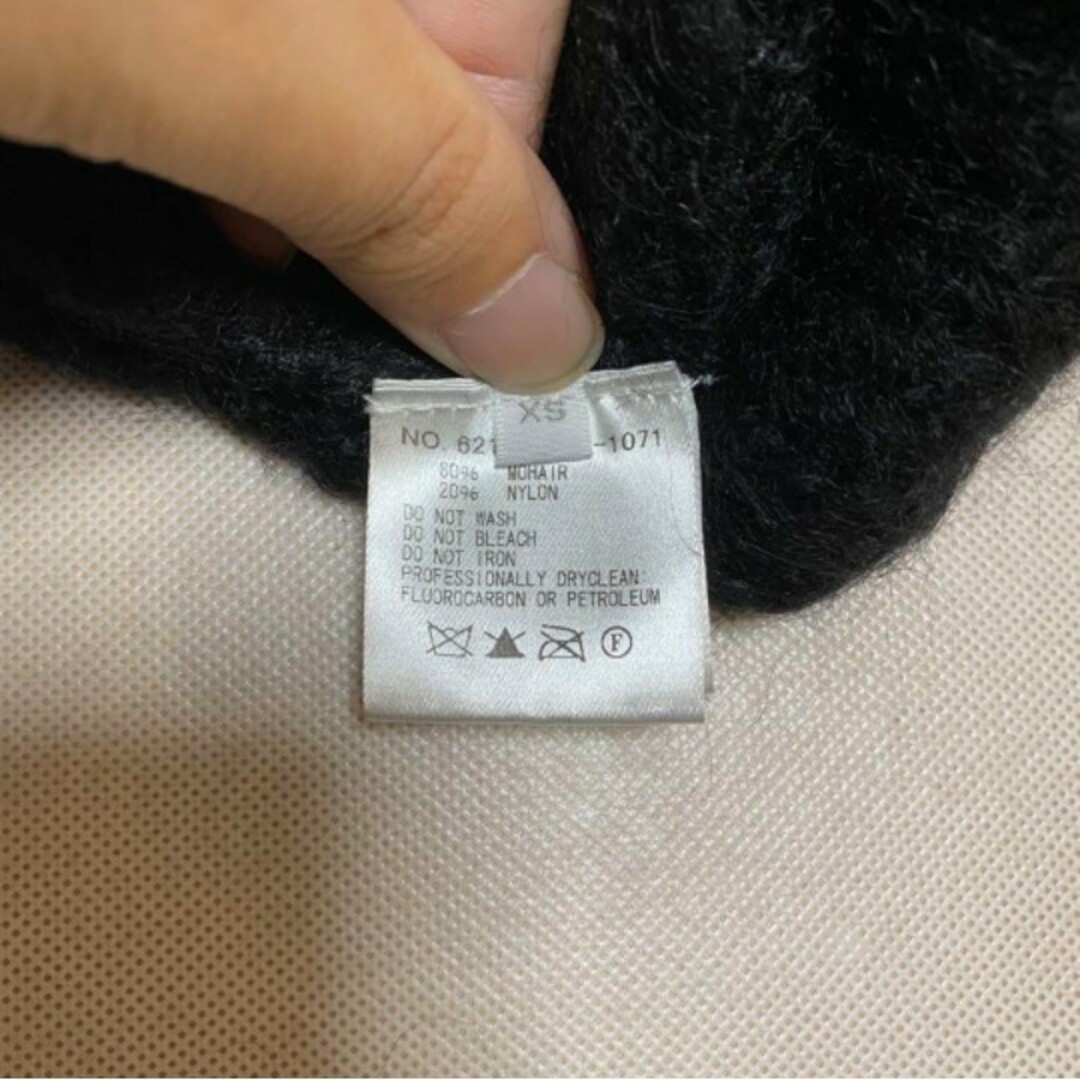 XS
NO. 621 -1071
80% MOHAIR
20% NYLON
DO NOT WASH
DO NOT BLEACH
DO NOT IRON
PROFESSIONALLY DRYCLEAN:
FLUOROCARBON OR PETROLEUM
F